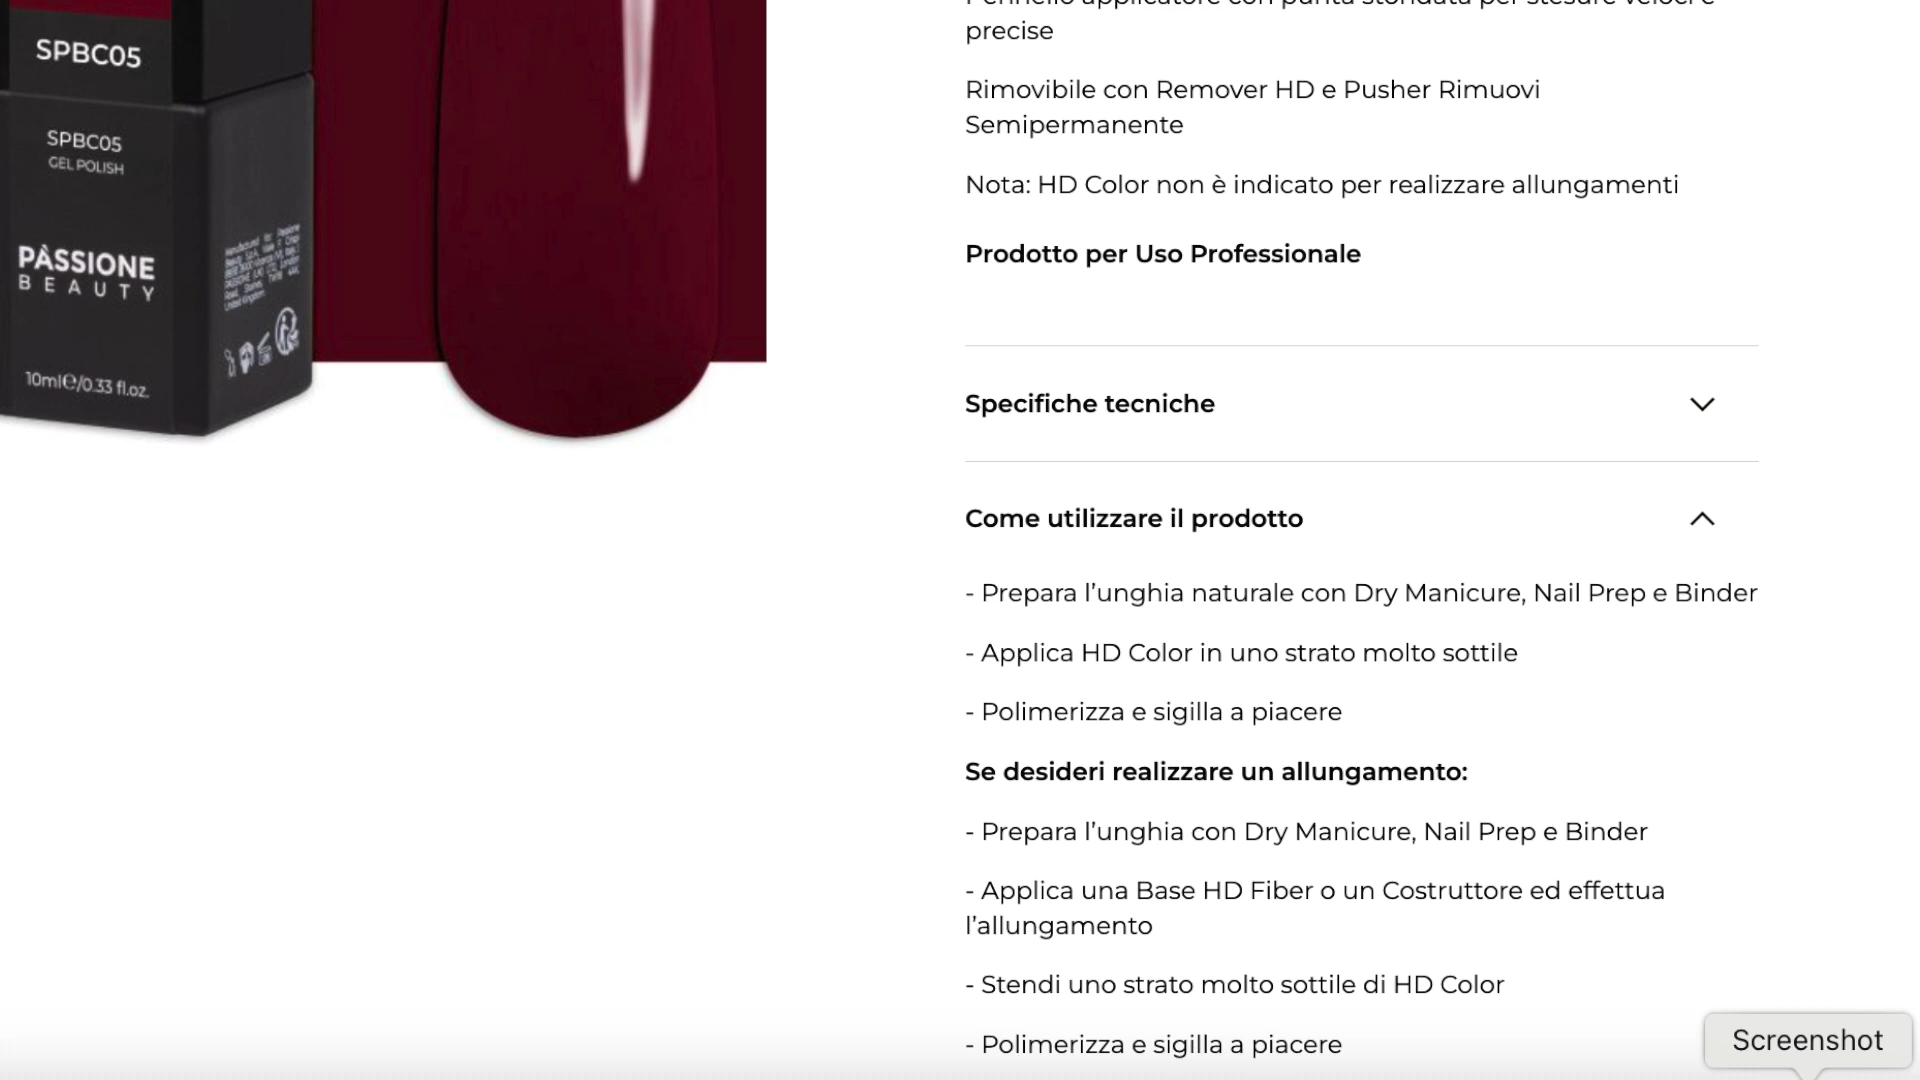 SPBC05
SPBC05
GEL POLISH
PÀSSIONE
BEAUTY
10ml℮/0.33 fl.oz.
precise
Rimovibile con Remover HD e Pusher Rimuovi
Semipermanente
Nota: HD Color non è indicato per realizzare allungamenti
Prodotto per Uso Professionale
Specifiche tecniche
Come utilizzare il prodotto
- Prepara l’unghia naturale con Dry Manicure, Nail Prep e Binder
- Applica HD Color in uno strato molto sottile
- Polimerizza e sigilla a piacere
Se desideri realizzare un allungamento:
- Prepara l’unghia con Dry Manicure, Nail Prep e Binder
- Applica una Base HD Fiber o un Costruttore ed effettua
l’allungamento
- Stendi uno strato molto sottile di HD Color
- Polimerizza e sigilla a piacere
Screenshot